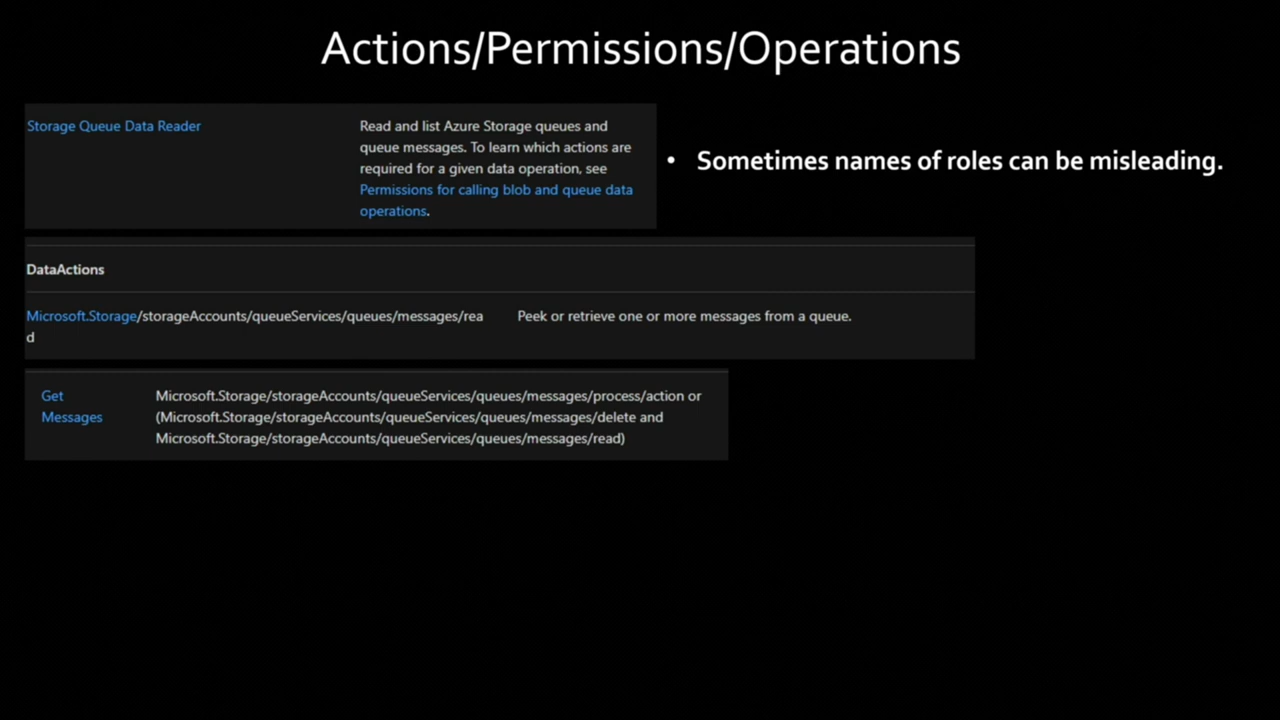 Actions/Permissions/Operations
Storage Queue Data Reader
Read and list Azure Storage queues and
queue messages. To learn which actions are
required for a given data operation, see
Permissions for calling blob and queue data
operations.
• Sometimes names of roles can be misleading.
DataActions
Microsoft.Storage/storageAccounts/queueServices/queues/messages/rea
d
Peek or retrieve one or more messages from a queue.
Get
Messages
Microsoft.Storage/storageAccounts/queueServices/queues/messages/process/action or
(Microsoft.Storage/storageAccounts/queueServices/queues/messages/delete and
Microsoft.Storage/storageAccounts/queueServices/queues/messages/read)